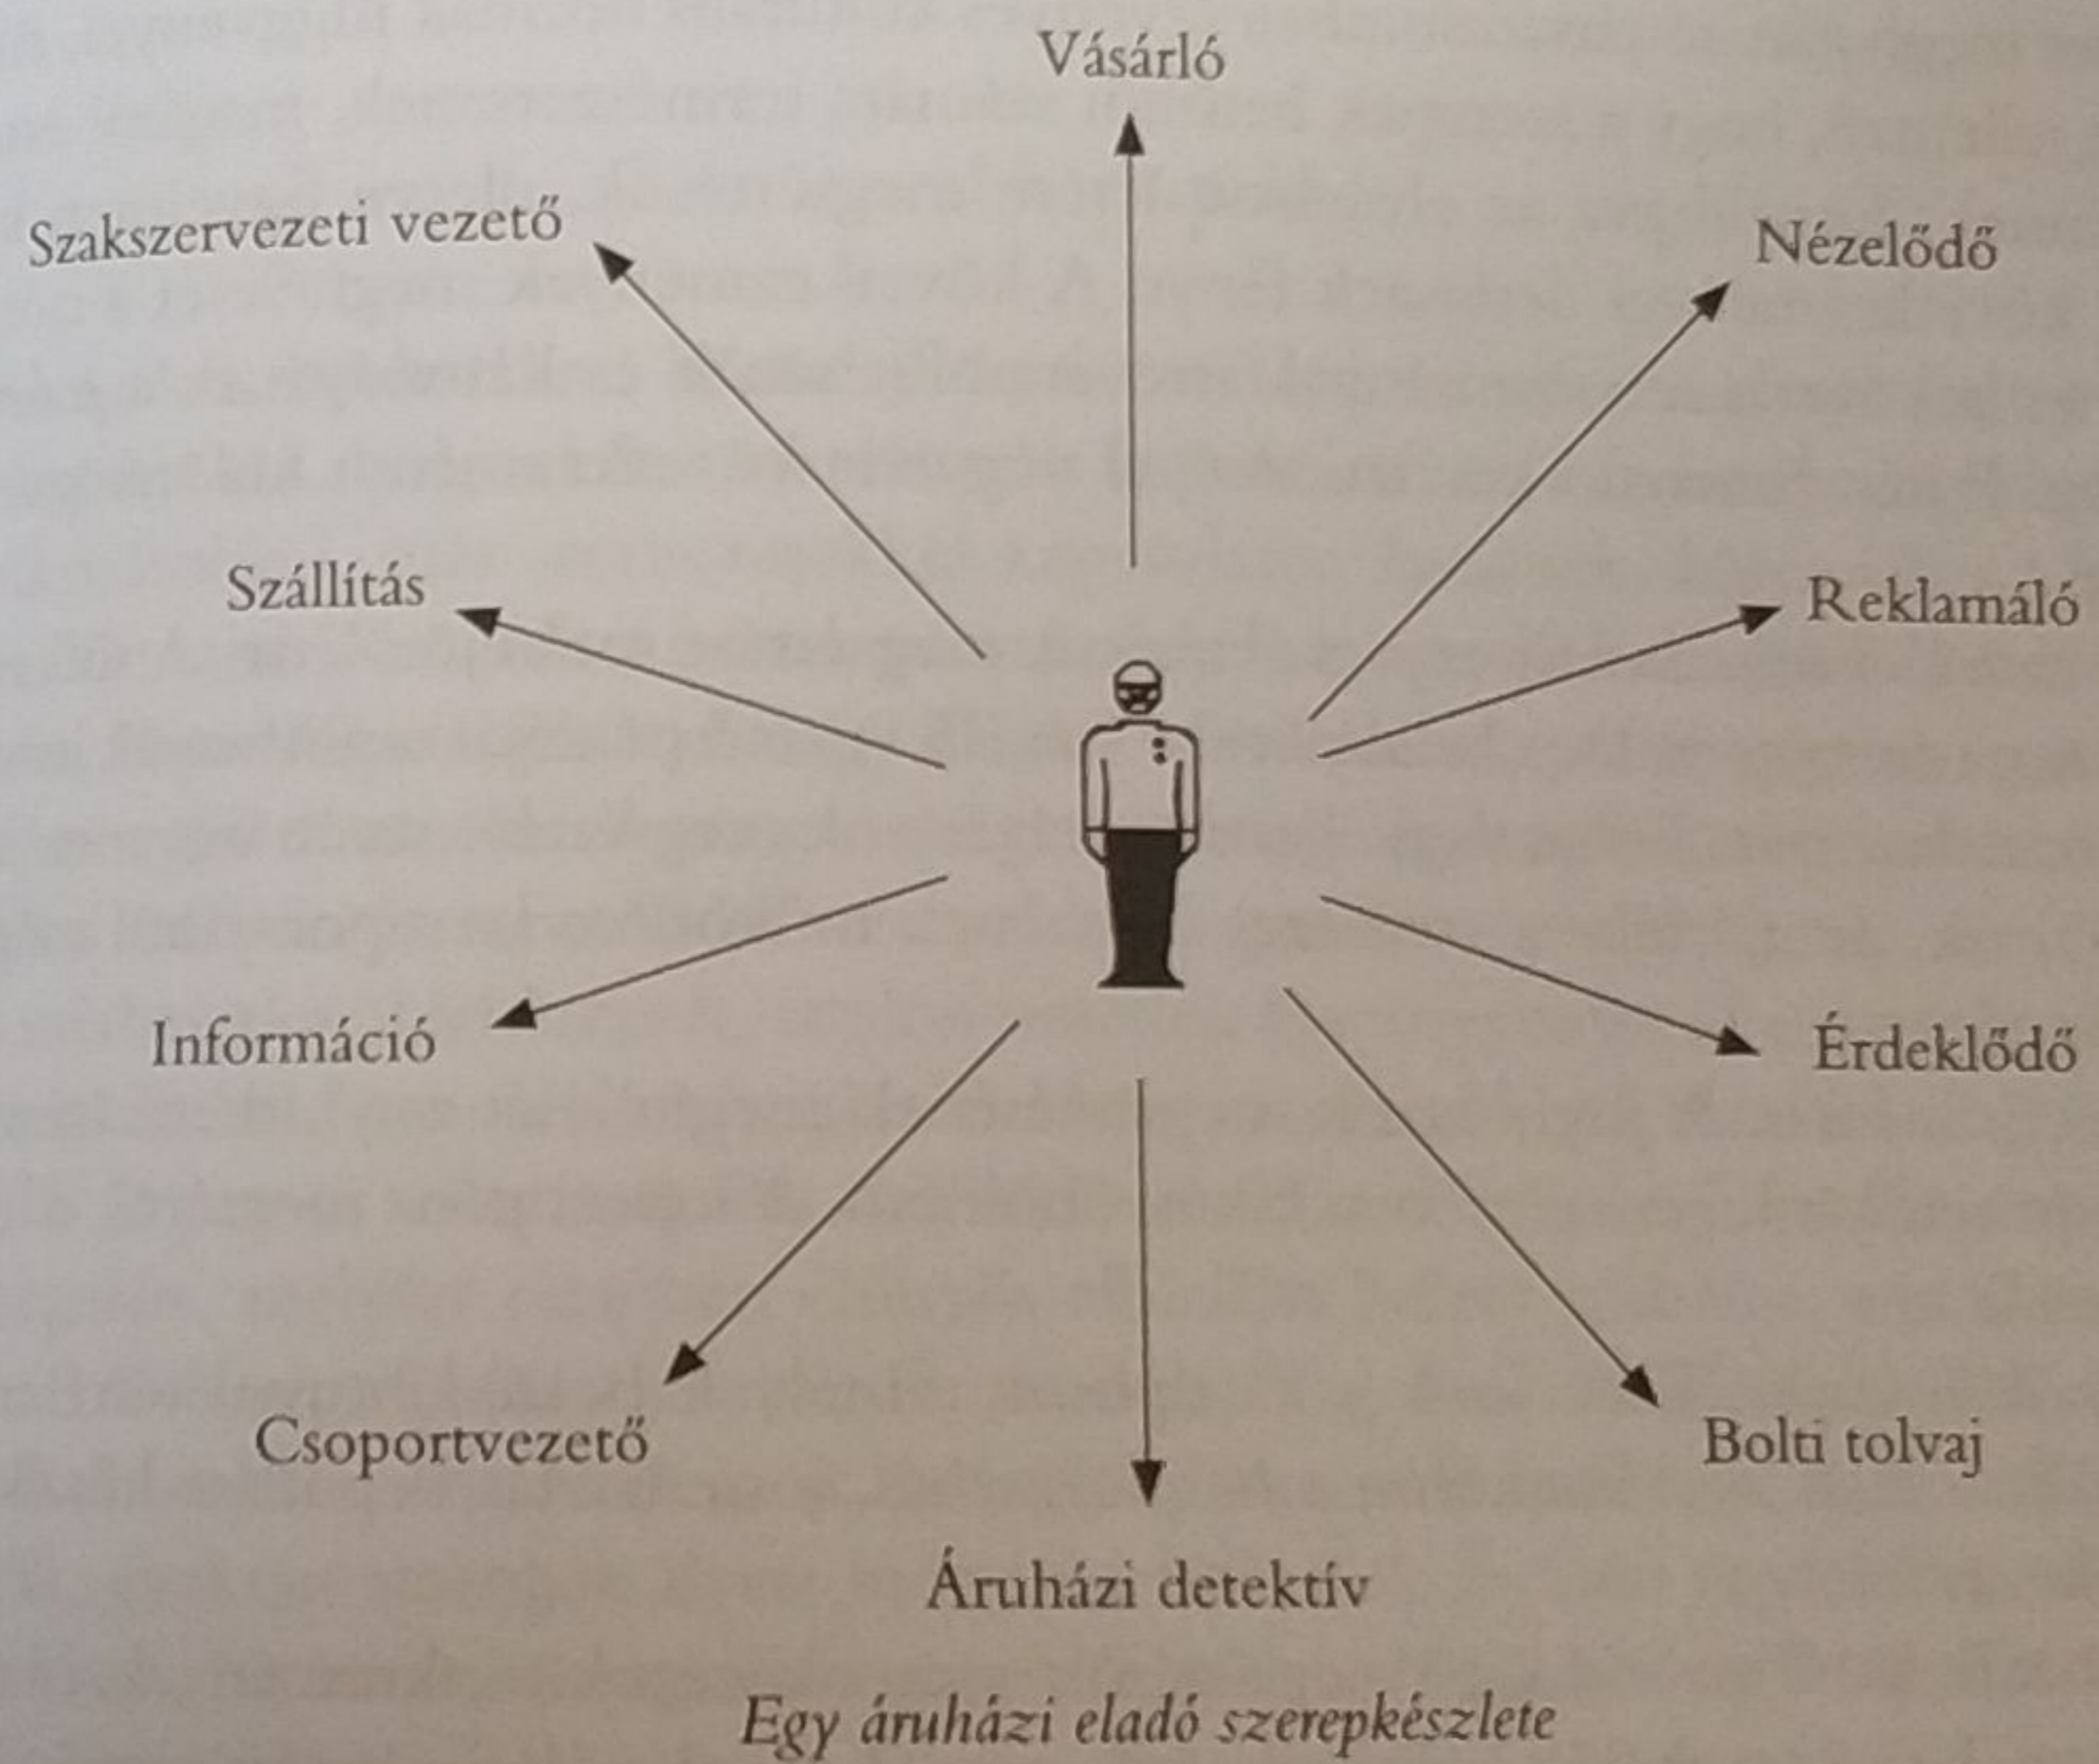 Vásárló
Szakszervezeti vezető
Nézelődő
Szállítás
Reklamáló
Információ
Érdeklődő
Csoportvezető
Bolti tolvaj
Áruházi detektív
Egy áruházi eladó szerepkészlete